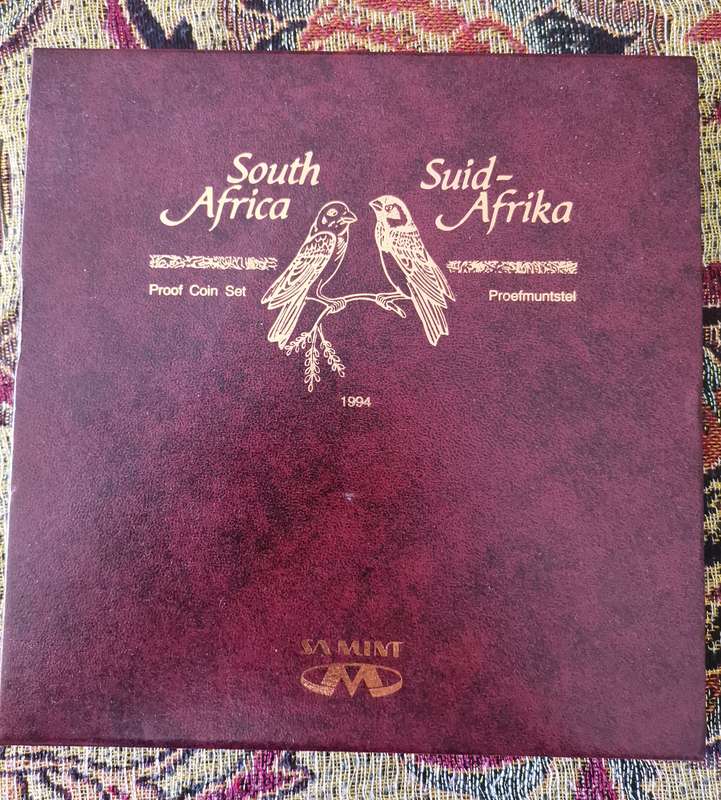 South
Africa
Suid-
Afrika
Proof Coin Set
Proefmuntstel
1994
SA MINT